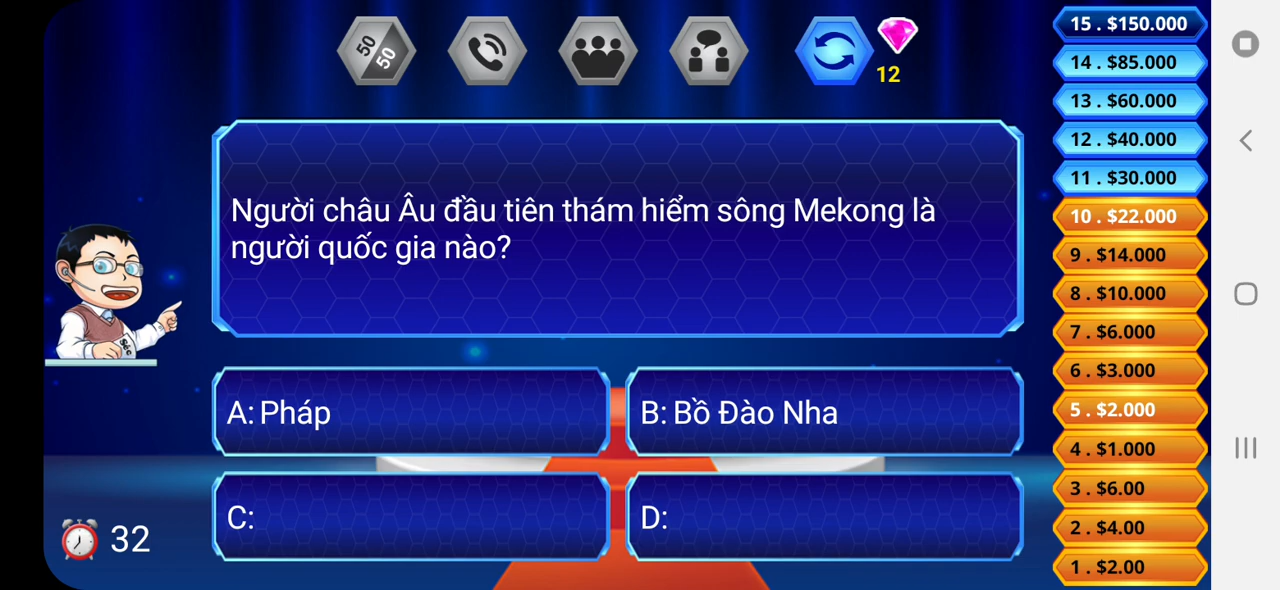 50
50
12
Người châu Âu đầu tiên thám hiểm sông Mekong là
người quốc gia nào?
A: Pháp
B: Bồ Đào Nha
C:
D:
32
15 . $150.000
14 . $85.000
13 . $60.000
12 . $40.000
11 . $30.000
10 . $22.000
9 . $14.000
8 . $10.000
7 . $6.000
6 . $3.000
5 . $2.000
4 . $1.000
3 . $6.00
2 . $4.00
1 . $2.00